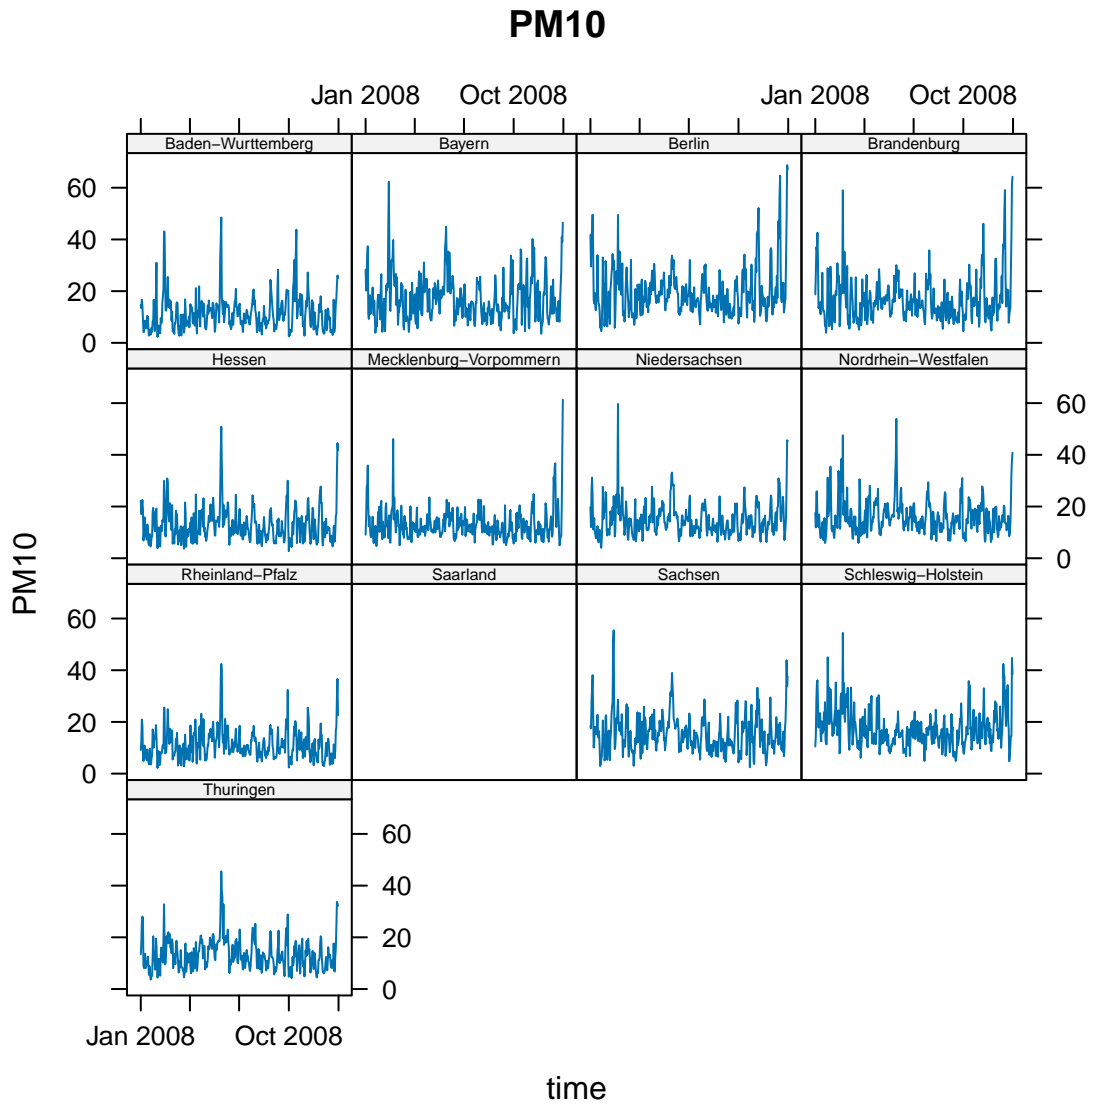 PM10
Jan 2008 Oct 2008 Jan 2008 Oct 2008
Baden−Wurttemberg Bayern Berlin Brandenburg
60
40
20
0
Hessen Mecklenburg−Vorpommern Niedersachsen Nordrhein−Westfalen
60
40
20
0
PM10
Rheinland−Pfalz Saarland Sachsen Schleswig−Holstein
60
40
20
0
Thuringen
60
40
20
0
Jan 2008 Oct 2008
time